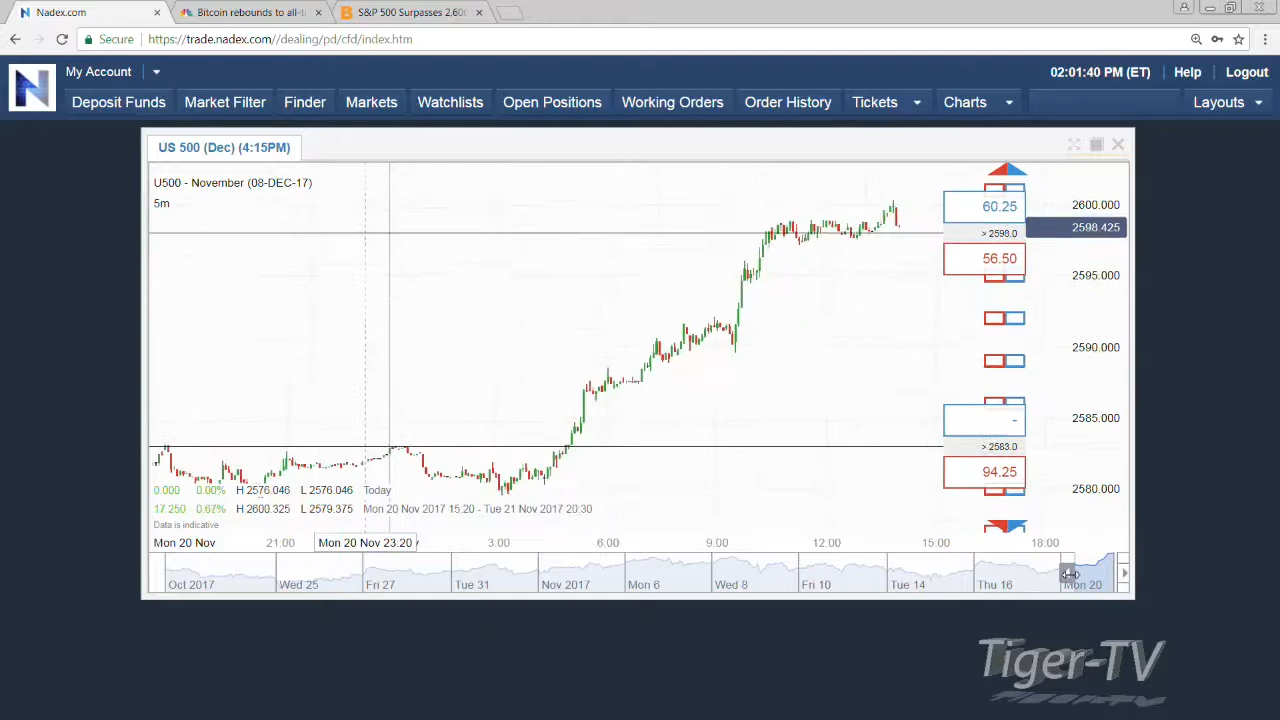 Nadex.com
Bitcoin rebounds to all-ti
S&P 500 Surpasses 2,600
Secure
https://trade.nadex.com//dealing/pd/cfd/index.htm
My Account
02:01:40 PM (ET)
Help
Logout
Deposit Funds
Market Filter
Finder
Markets
Watchlists
Open Positions
Working Orders
Order History
Tickets
Charts
Layouts
US 500 (Dec) (4:15PM)
U500 - November (08-DEC-17)
5m
60.25
2600.000
> 2598.0
2598.425
56.50
2595.000
2590.000
2585.000
-
> 2583.0
94.25
2580.000
0.000 0.00% H 2576.046 L 2576.046 Today
17.250 0.67% H 2600.325 L 2579.375 Mon 20 Nov 2017 15.20 - Tue 21 Nov 2017 20:30
Data is indicative
Mon 20 Nov 21:00 Mon 20 Nov 23.20 3:00 6:00 9:00 12:00 15:00 18:00
Oct 2017 Wed 25 Fri 27 Tue 31 Nov 2017 Mon 6 Wed 8 Fri 10 Tue 14 Thu 16 Mon 20
Tiger-TV